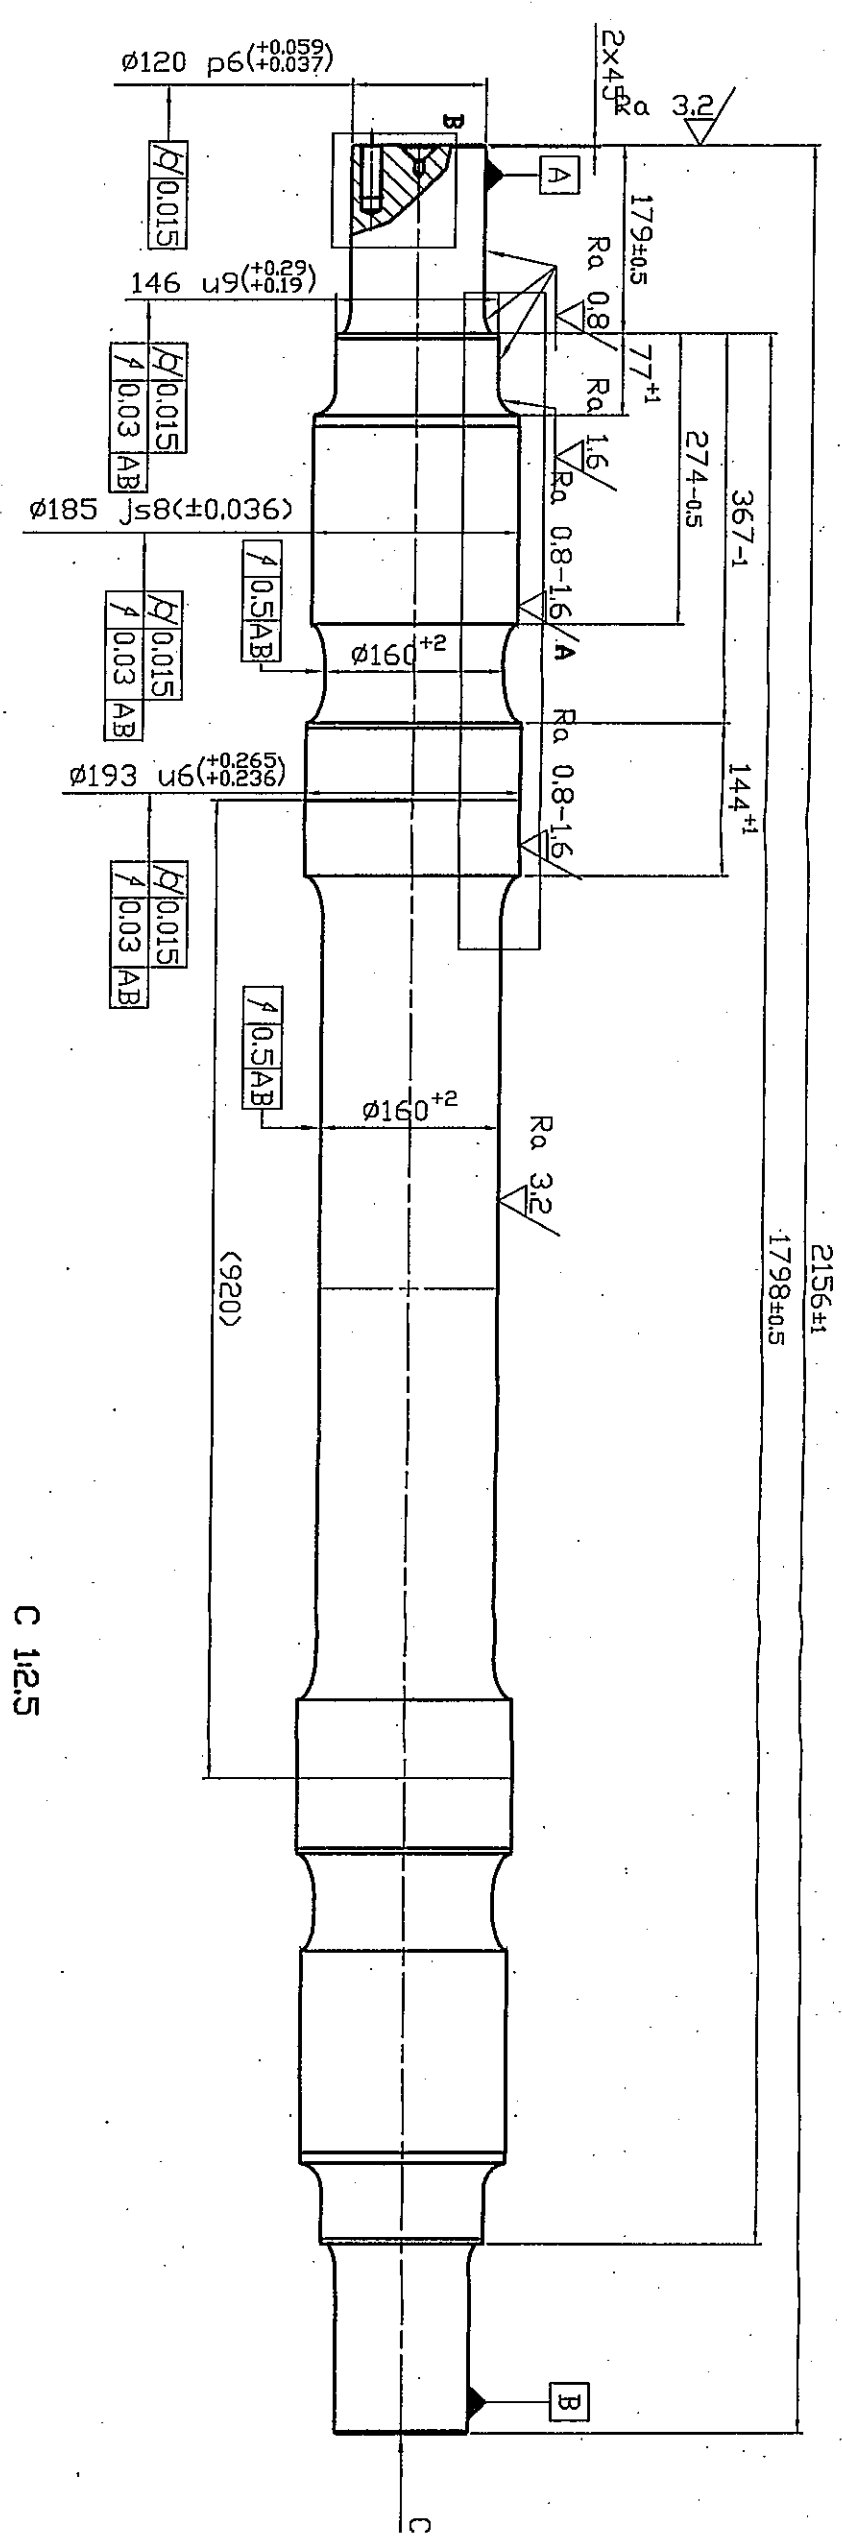 2×45°
Ra 3.2
Ø120 p6(+0.059 +0.037)
B
A
0.015
179±0.5
146 u9(+0.29 +0.19)
Ra 0.8
77+1
0.015
0.03 AB
Ra 1.6
274-0.5
367-1
Ø185 js8(±0.036)
Ra 0.8-1.6
0.5 AB
Ø160+2
A
0.015
0.03 AB
Ø193 u6(+0.265 +0.236)
Ra 0.8-1.6
144+1
0.015
0.03 AB
0.5 AB
Ø160+2
Ra 3.2
2156±1
1798±0.5
(920)
C 1:2.5
B
C